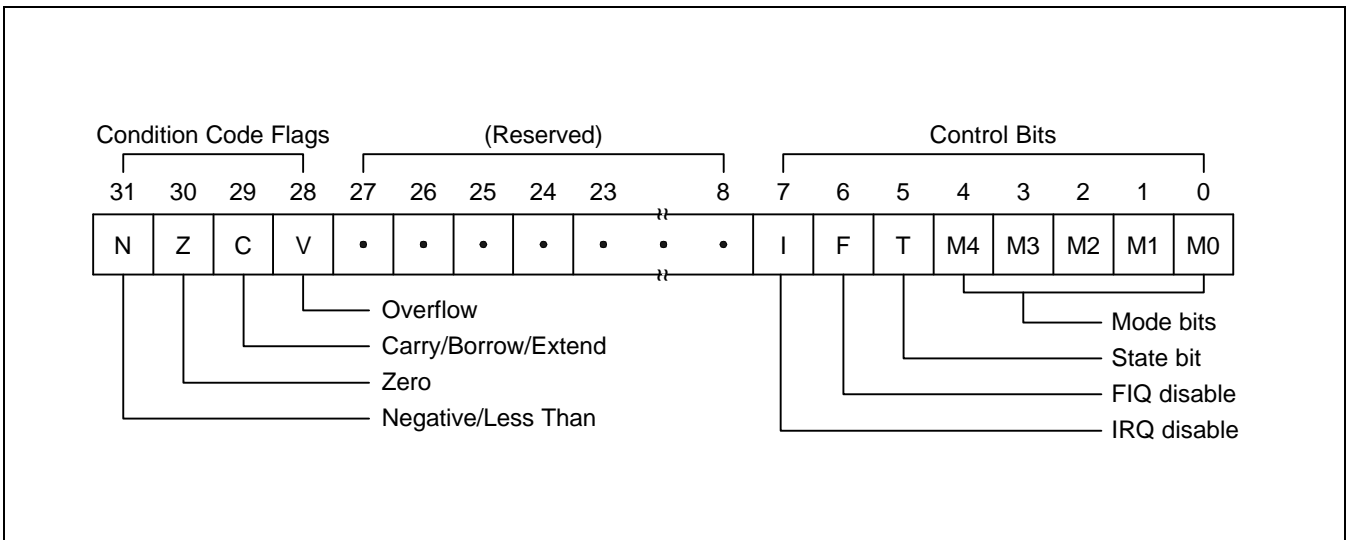 Condition Code Flags (Reserved) Control Bits
31 30 29 28 27 26 25 24 23 8 7 6 5 4 3 2 1 0
N Z C V • • • • • • • I F T M4 M3 M2 M1 M0
Overflow
Carry/Borrow/Extend
Zero
Negative/Less Than
Mode bits
State bit
FIQ disable
IRQ disable